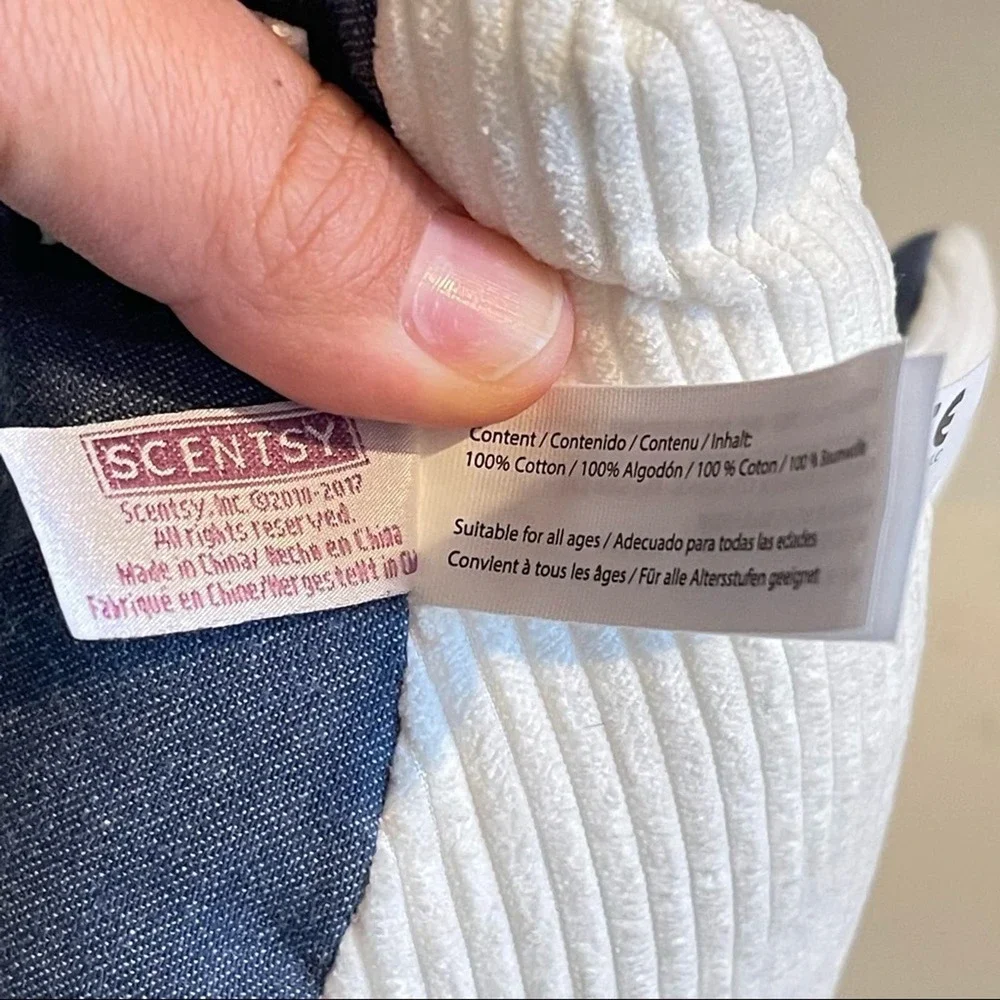 SCENTSY
Scentsy, Inc. ©2010-2017
All rights reserved.
Made in China/ Hecho en China
Fabriqué en Chine/Hergestellt in
Content / Contenido / Contenu / Inhalt:
100% Cotton / 100% Algodón / 100 % Coton / 100 %
Suitable for all ages / Adecuado para todas las edades
Convient à tous les âges / Für alle Altersstufen geeignet